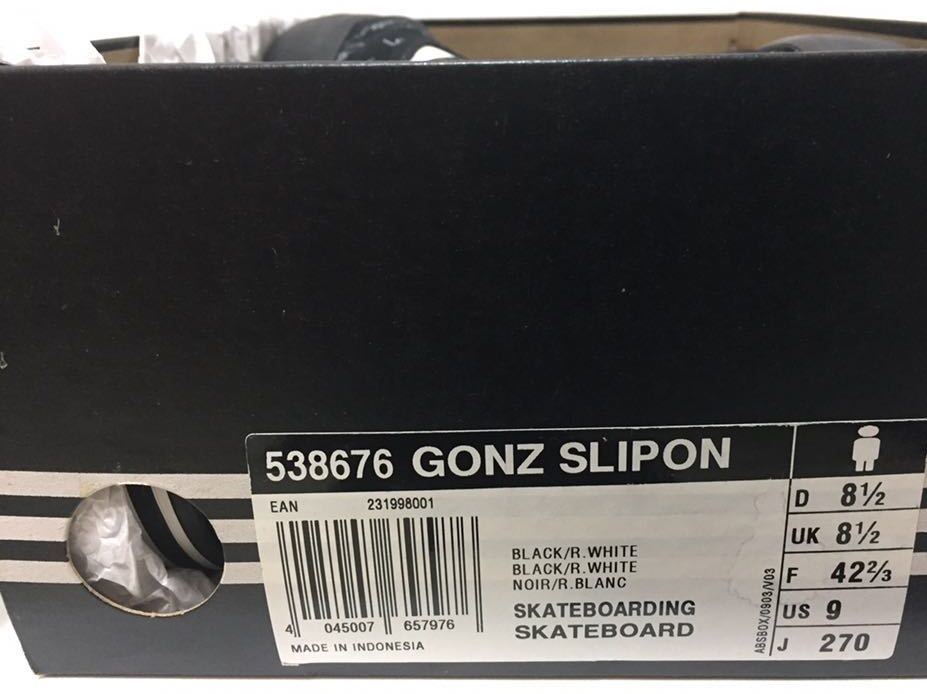 538676 GONZ SLIPON
EAN 231998001
BLACK/R.WHITE
BLACK/R.WHITE
NOIR/R.BLANC
SKATEBOARDING
SKATEBOARD
4 045007 657976
MADE IN INDONESIA
ABSBOX/0903/V03
D 8½
UK 8½
F 42⅔
US 9
J 270